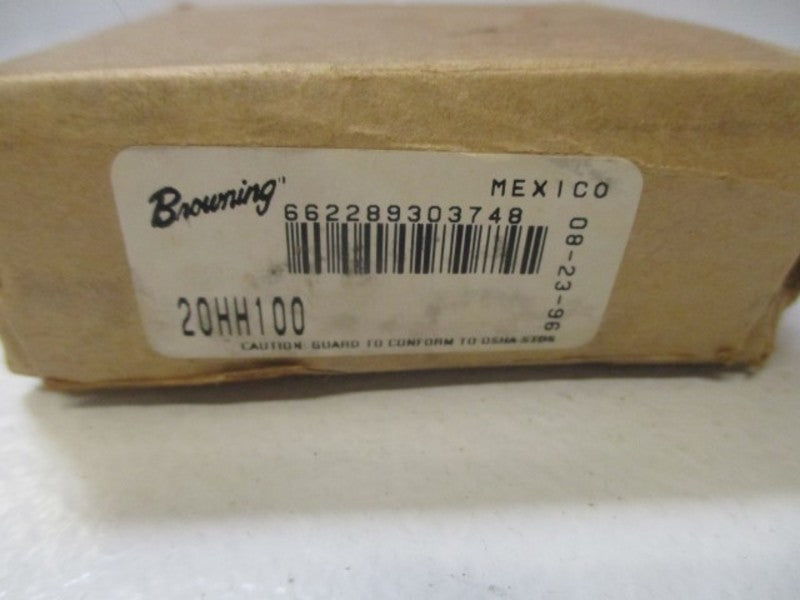 Browning"
MEXICO
662289303748
08-23-96
20HH100
CAUTION: GUARD TO CONFORM TO OSHA STDS